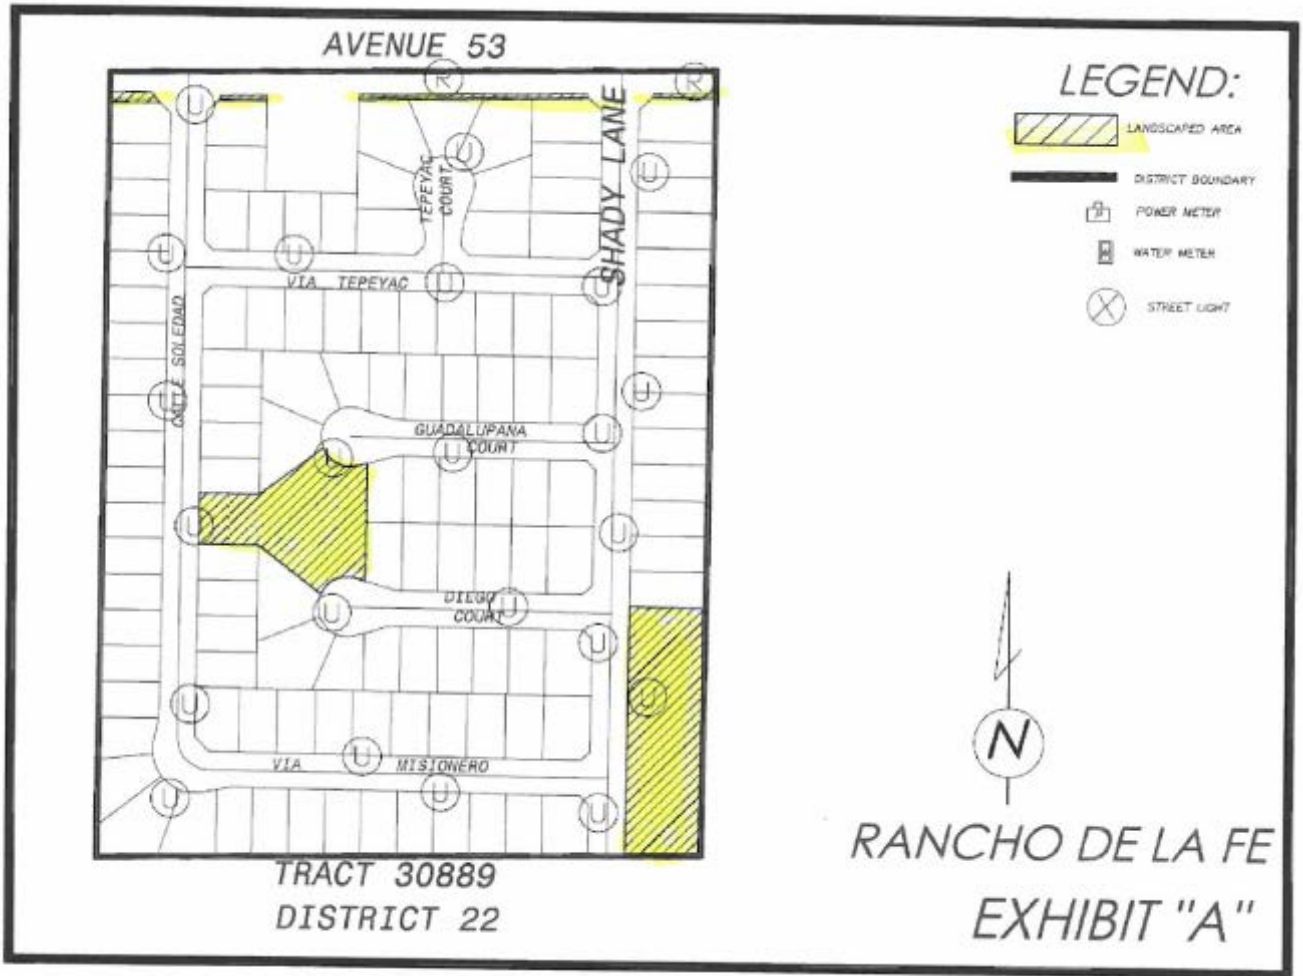 AVENUE 53
R
R
U
SHADY LANE
TEPEYAC
COURT
U
U
U
U
VIA TEPEYAC
U
U
CALLE SOLEDAD
U
U
GUADALUPANA
COURT
U
U
U
U
U
DIEGO
COURT
U
U
U
U
U
VIA MISIONERO
U
U
U
U
TRACT 30889
DISTRICT 22
LEGEND:
LANDSCAPED AREA
DISTRICT BOUNDARY
POWER METER
WATER METER
X
STREET LIGHT
N
RANCHO DE LA FE
EXHIBIT "A"